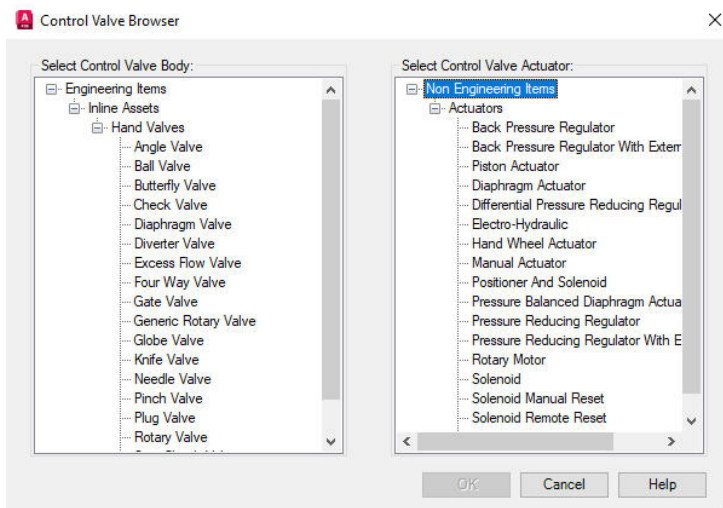 Control Valve Browser
Select Control Valve Body:
Engineering Items
Inline Assets
Hand Valves
Angle Valve
Ball Valve
Butterfly Valve
Check Valve
Diaphragm Valve
Diverter Valve
Excess Flow Valve
Four Way Valve
Gate Valve
Generic Rotary Valve
Globe Valve
Knife Valve
Needle Valve
Pinch Valve
Plug Valve
Rotary Valve
Select Control Valve Actuator:
Non Engineering Items
Actuators
Back Pressure Regulator
Back Pressure Regulator With Extern
Piston Actuator
Diaphragm Actuator
Differential Pressure Reducing Regul
Electro-Hydraulic
Hand Wheel Actuator
Manual Actuator
Positioner And Solenoid
Pressure Balanced Diaphragm Actua
Pressure Reducing Regulator
Pressure Reducing Regulator With E
Rotary Motor
Solenoid
Solenoid Manual Reset
Solenoid Remote Reset
OK
Cancel
Help